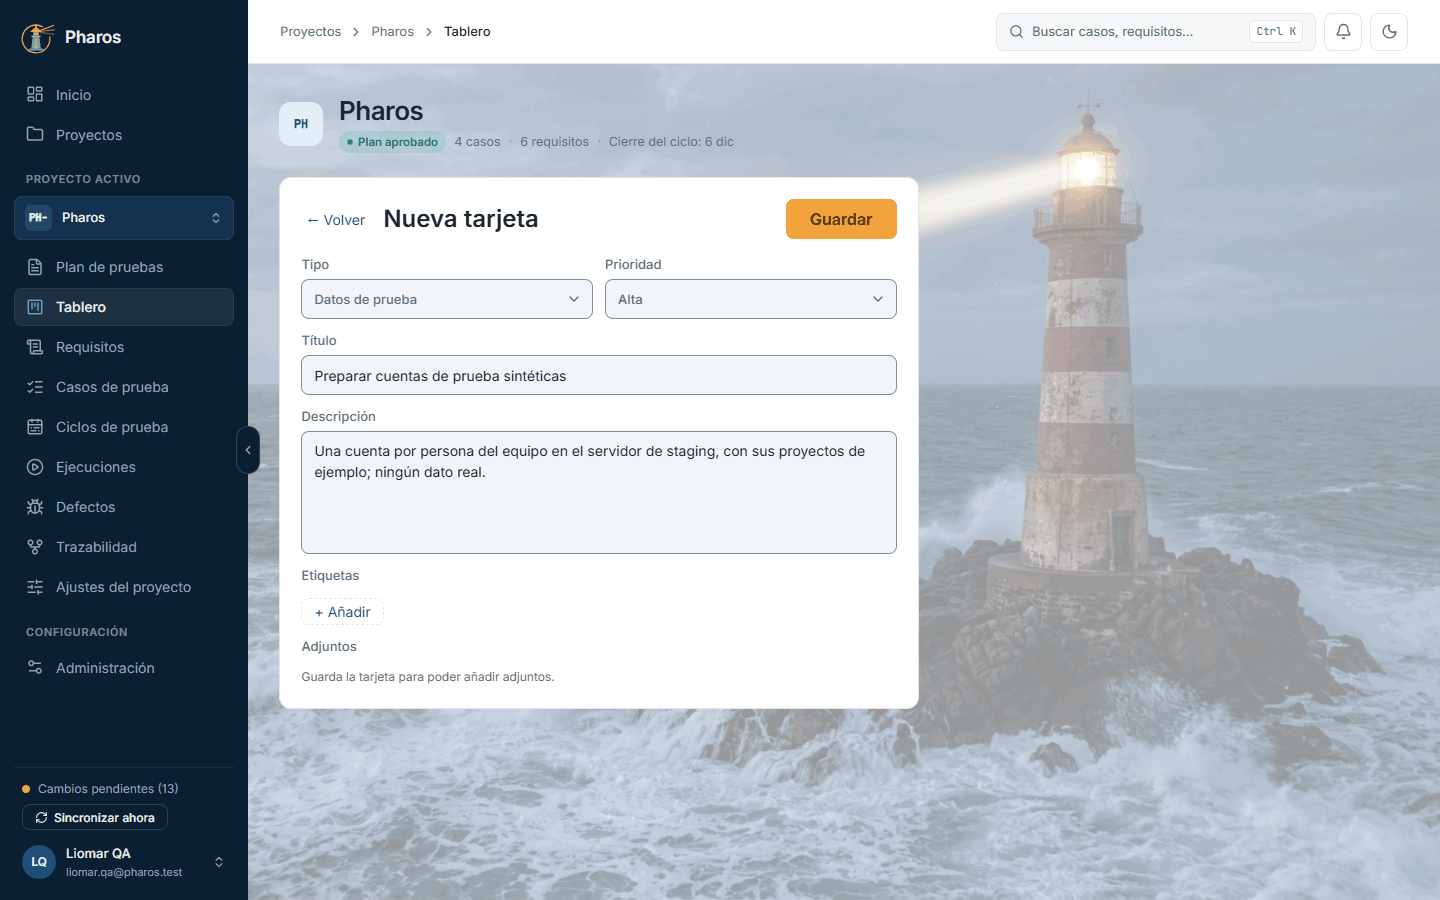 Pharos
Inicio
Proyectos
PROYECTO ACTIVO
PH-
Pharos
Plan de pruebas
Tablero
Requisitos
Casos de prueba
Ciclos de prueba
Ejecuciones
Defectos
Trazabilidad
Ajustes del proyecto
CONFIGURACIÓN
Administración
Cambios pendientes (13)
Sincronizar ahora
LQ
Liomar QA
liomar.qa@pharos.test
Proyectos > Pharos > Tablero
Buscar casos, requisitos...
Ctrl K
PH
Pharos
Plan aprobado
4 casos · 6 requisitos · Cierre del ciclo: 6 dic
← Volver
Nueva tarjeta
Guardar
Tipo
Prioridad
Datos de prueba
Alta
Título
Preparar cuentas de prueba sintéticas
Descripción
Una cuenta por persona del equipo en el servidor de staging, con sus proyectos de
ejemplo; ningún dato real.
Etiquetas
+ Añadir
Adjuntos
Guarda la tarjeta para poder añadir adjuntos.